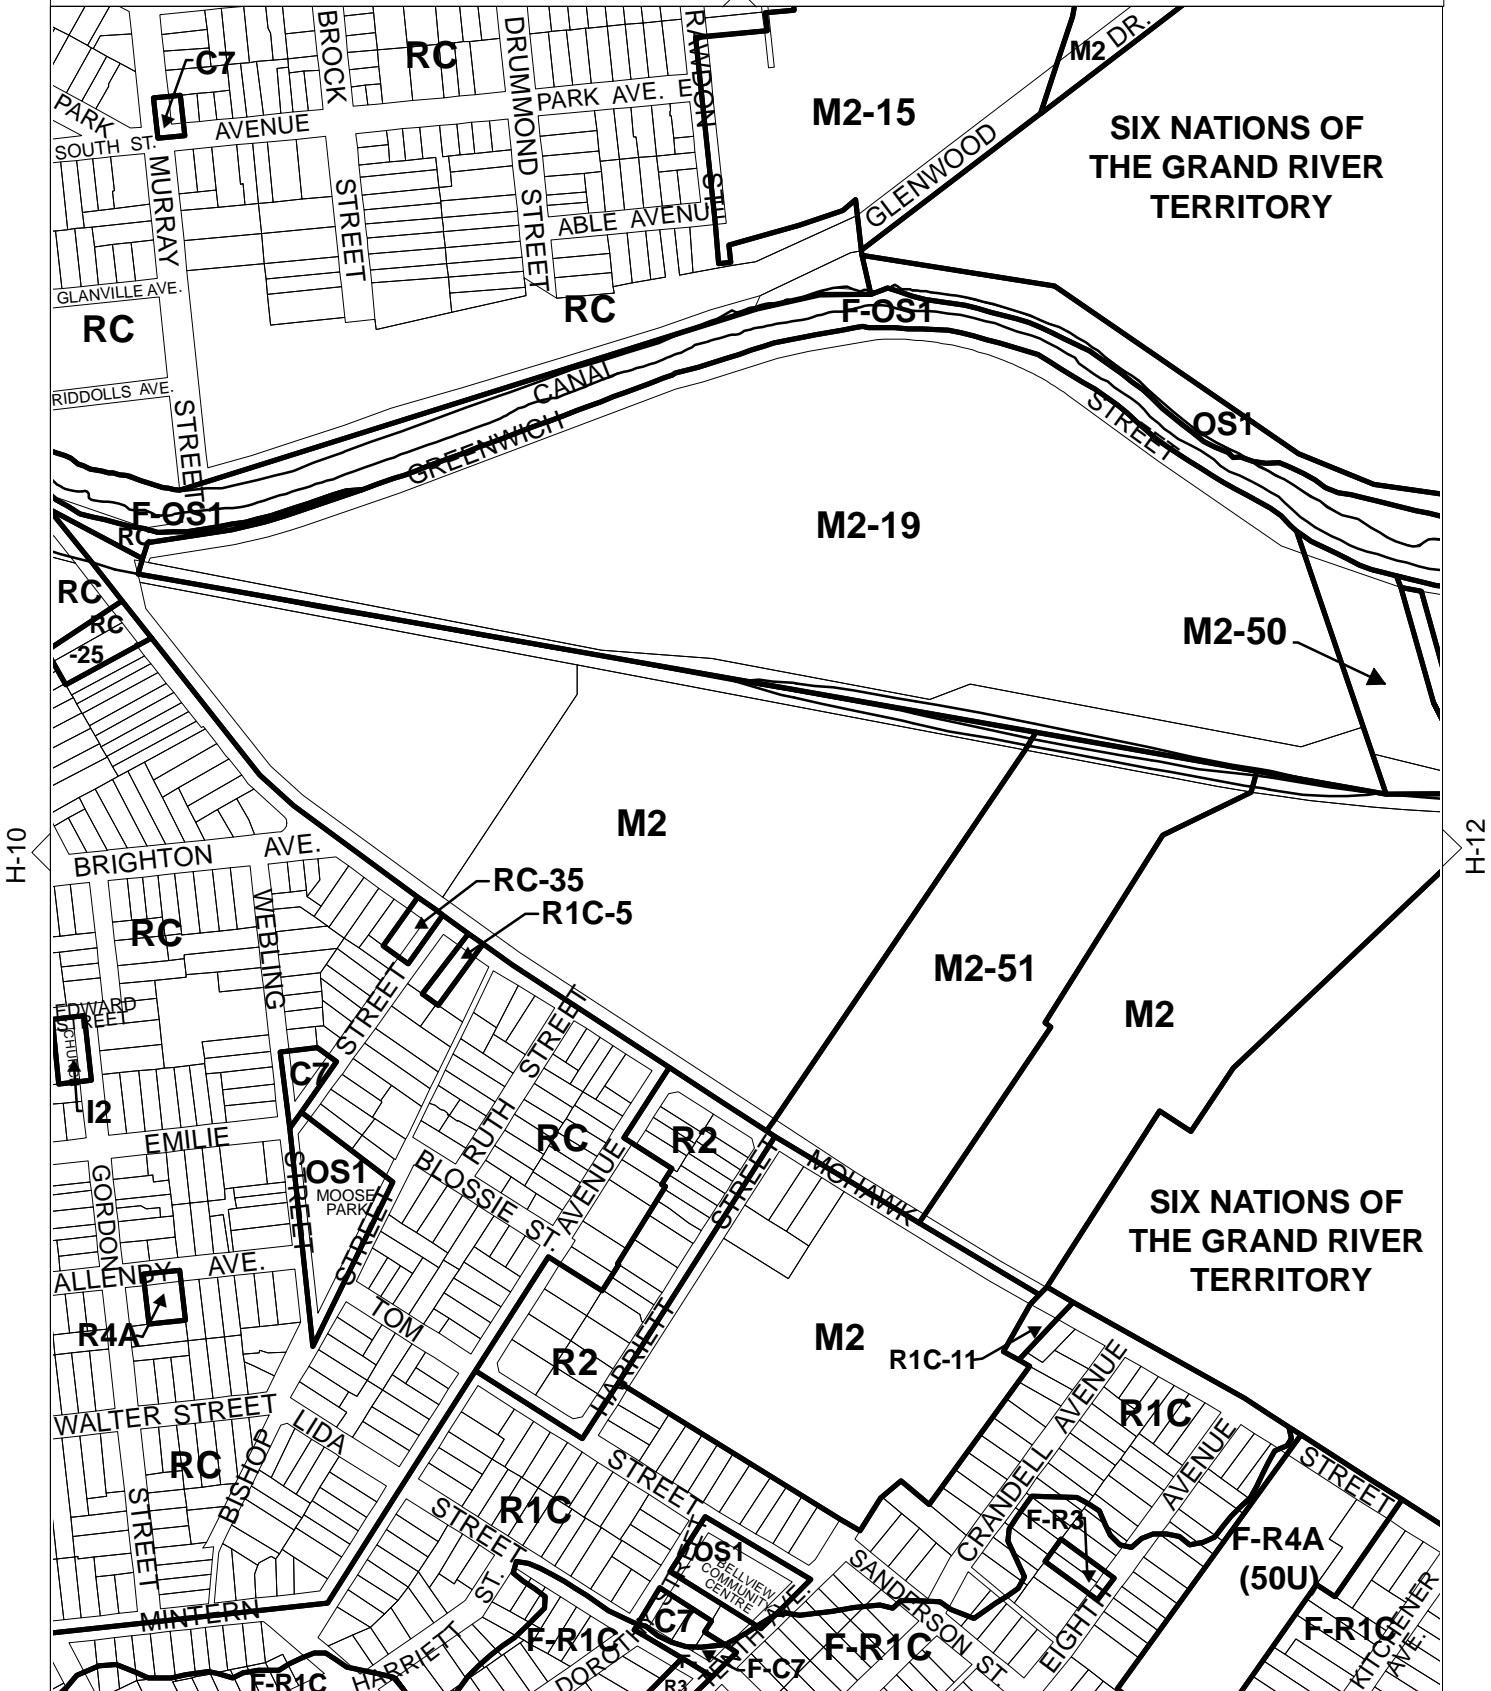 C7
BROCK
RC
DRUMMOND STREET
RAWDON ST.
M2
DR.
PARK
AVENUE
PARK AVE. E
M2-15
SOUTH ST.
SIX NATIONS OF
THE GRAND RIVER
TERRITORY
GLENWOOD
MURRAY
STREET
ABLE AVENUE
GLANVILLE AVE.
RC
RC
F-OS1
RIDDOLLS AVE.
STREET
CANAL
GREENWICH
STREET
OS1
F-OS1
RC
M2-19
RC
RC
-25
M2-50
H-10
H-12
M2
BRIGHTON
AVE.
RC-35
R1C-5
WEBLING
RC
M2-51
M2
EDWARD
STREET
CHURCH
STREET
STREET
C7
I2
EMILIE
RUTH
RC
R2
GORDON
STREET
OS1
MOOSE
PARK
STREET
BLOSSIE ST.
AVENUE
STREET
MOHAWK
SIX NATIONS OF
THE GRAND RIVER
TERRITORY
ALLENBY
AVE.
R4A
TOM
R2
HARRIETT
M2
R1C-11
AVENUE
R1C
WALTER STREET
LIDA
RC
BISHOP
STREET
STREET
STREET
R1C
CRANDELL
AVENUE
STREET
F-R3
F-R4A
(50U)
OS1
BELLVIEW
COMMUNITY
CENTRE
STREET
SANDERSON
ST.
MINTERN
ST.
HARRIETT
F-R1C
DOROTHY
C7
AVE.
F-C7
F-R1C
EIGHTH
F-R1C
KITCHENER
AVE.
F-R1C
F-
R3